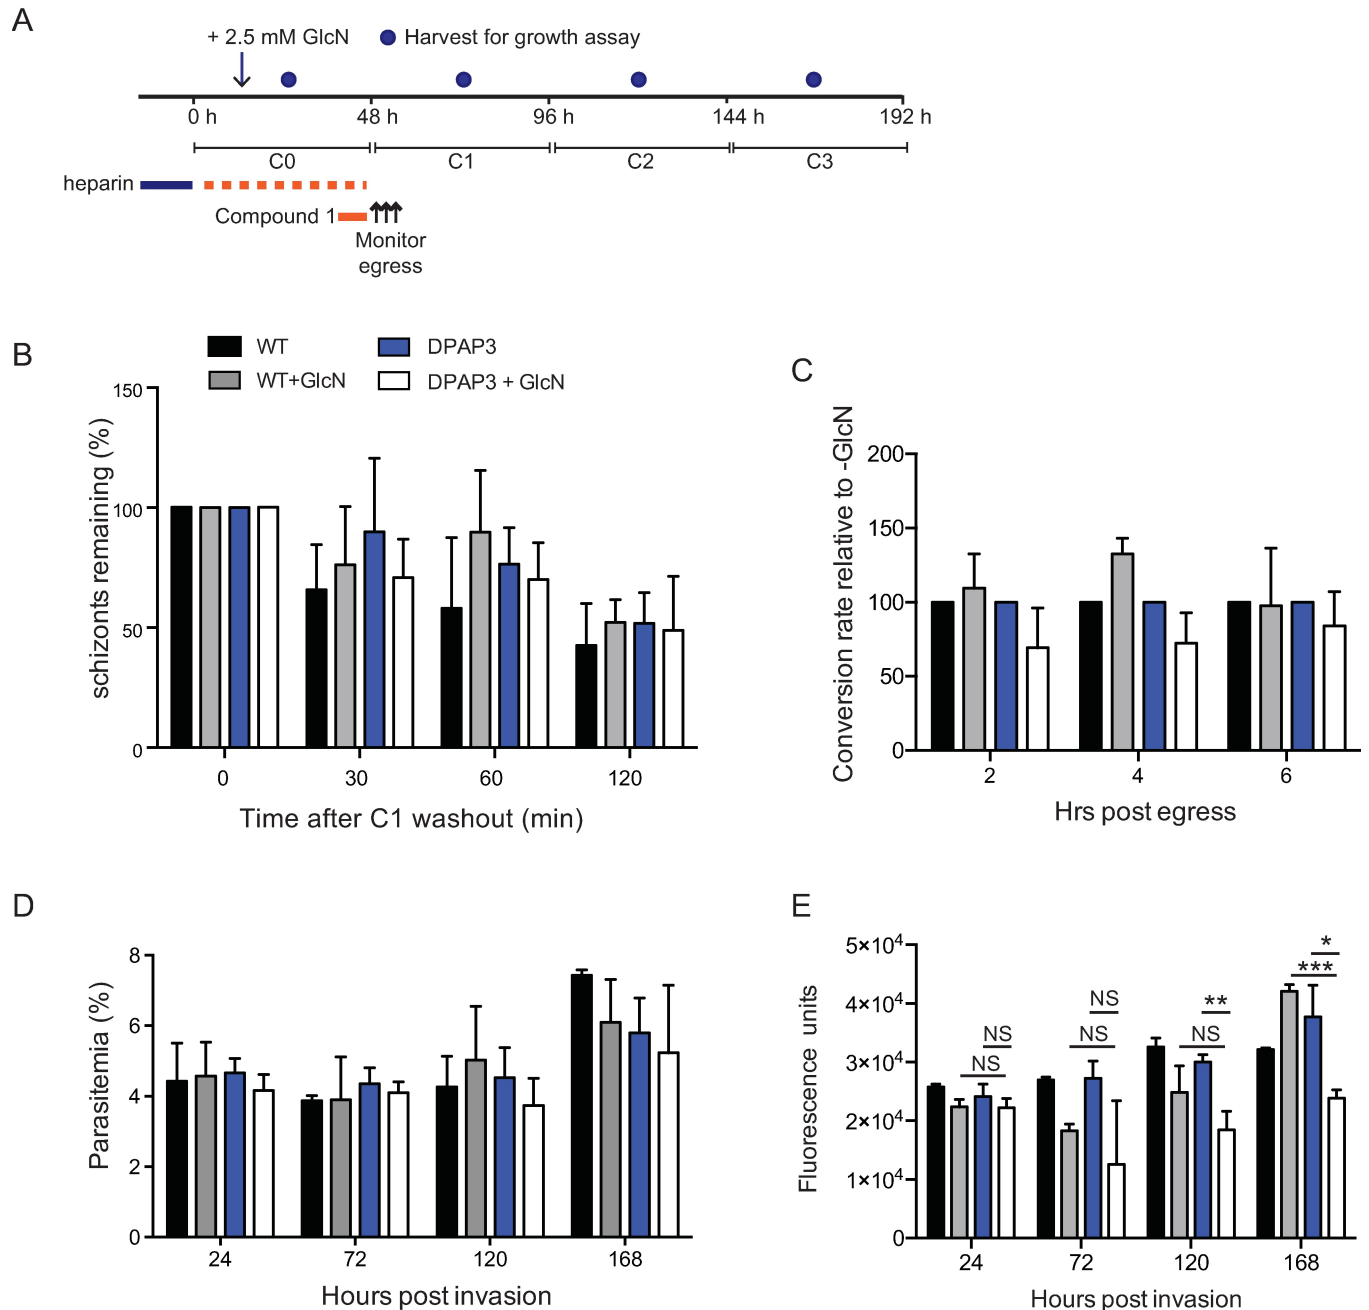 A
+ 2.5 mM GlcN
Harvest for growth assay
0 h
48 h
96 h
144 h
192 h
C0
C1
C2
C3
heparin
Compound 1
Monitor
egress
B
WT
DPAP3
WT+GlcN
DPAP3 + GlcN
schizonts remaining (%)
150
100
50
0
0
30
60
120
Time after C1 washout (min)
C
Conversion rate relative to -GlcN
200
150
100
50
0
2
4
6
Hrs post egress
D
Parasitemia (%)
8
6
4
2
0
24
72
120
168
Hours post invasion
E
Fluorescence units
5×10⁴
4×10⁴
3×10⁴
2×10⁴
1×10⁴
0
NS
NS
NS
NS
**
NS
*
***
24
72
120
168
Hours post invasion